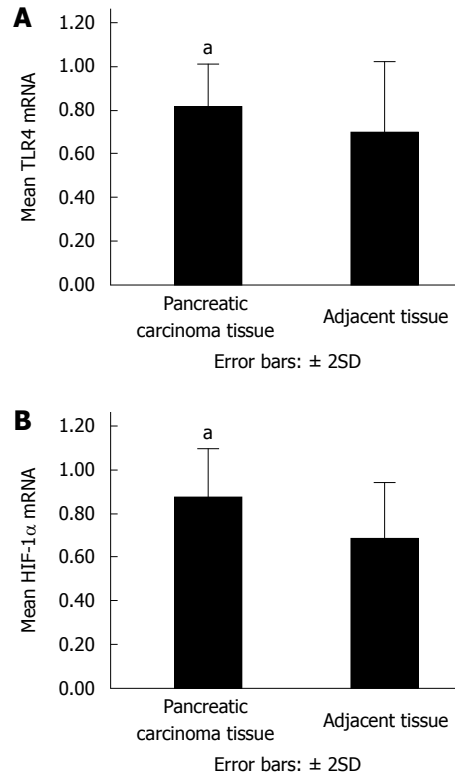 A
Mean TLR4 mRNA
1.20
1.00
0.80
0.60
0.40
0.20
0.00
a
Pancreatic
carcinoma tissue
Adjacent tissue
Error bars: ± 2SD
B
Mean HIF-1α mRNA
1.20
1.00
0.80
0.60
0.40
0.20
0.00
a
Pancreatic
carcinoma tissue
Adjacent tissue
Error bars: ± 2SD